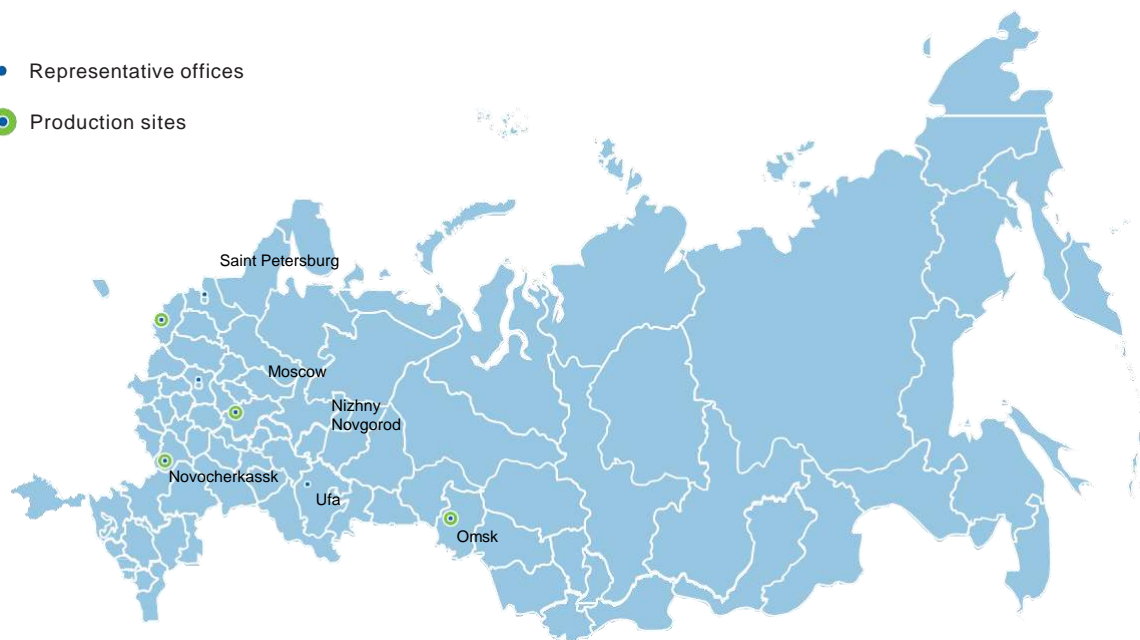 Representative offices
Production sites
Saint Petersburg
Moscow
Nizhny
Novgorod
Novocherkassk
Ufa
Omsk